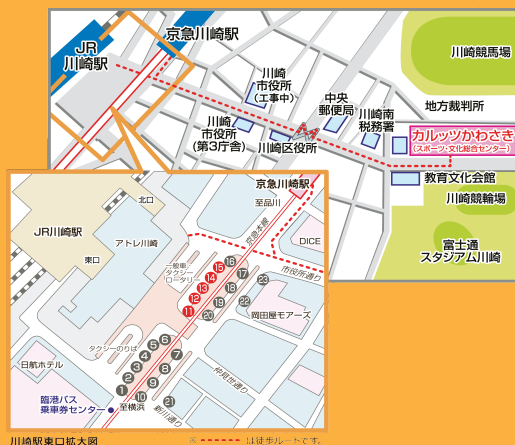 JR
川崎駅
京急川崎駅
川崎競馬場
川崎
市役所
(工事中)
中央
郵便局
川崎南
税務署
地方裁判所
川崎
市役所
(第3庁舎)
川崎区役所
カルッツかわさき
(スポーツ・文化総合センター)
教育文化会館
川崎競輪場
富士通
スタジアム川崎
京急川崎駅
至品川
北口
京急本線
JR川崎駅
アトレ川崎
東口
DICE
一般車・
タクシー
ロータリー
市役所通り
16
15
17
14
23
13
18
12
22
19
11
20
岡田屋モアーズ
タクシーのりば
6
5
4
7
3
8
2
9
1
10
21
日航ホテル
仲見世通り
新川通り
臨港バス
乗車券センター
至横浜
川崎駅東口拡大図
※ ------ は徒歩ルートです。